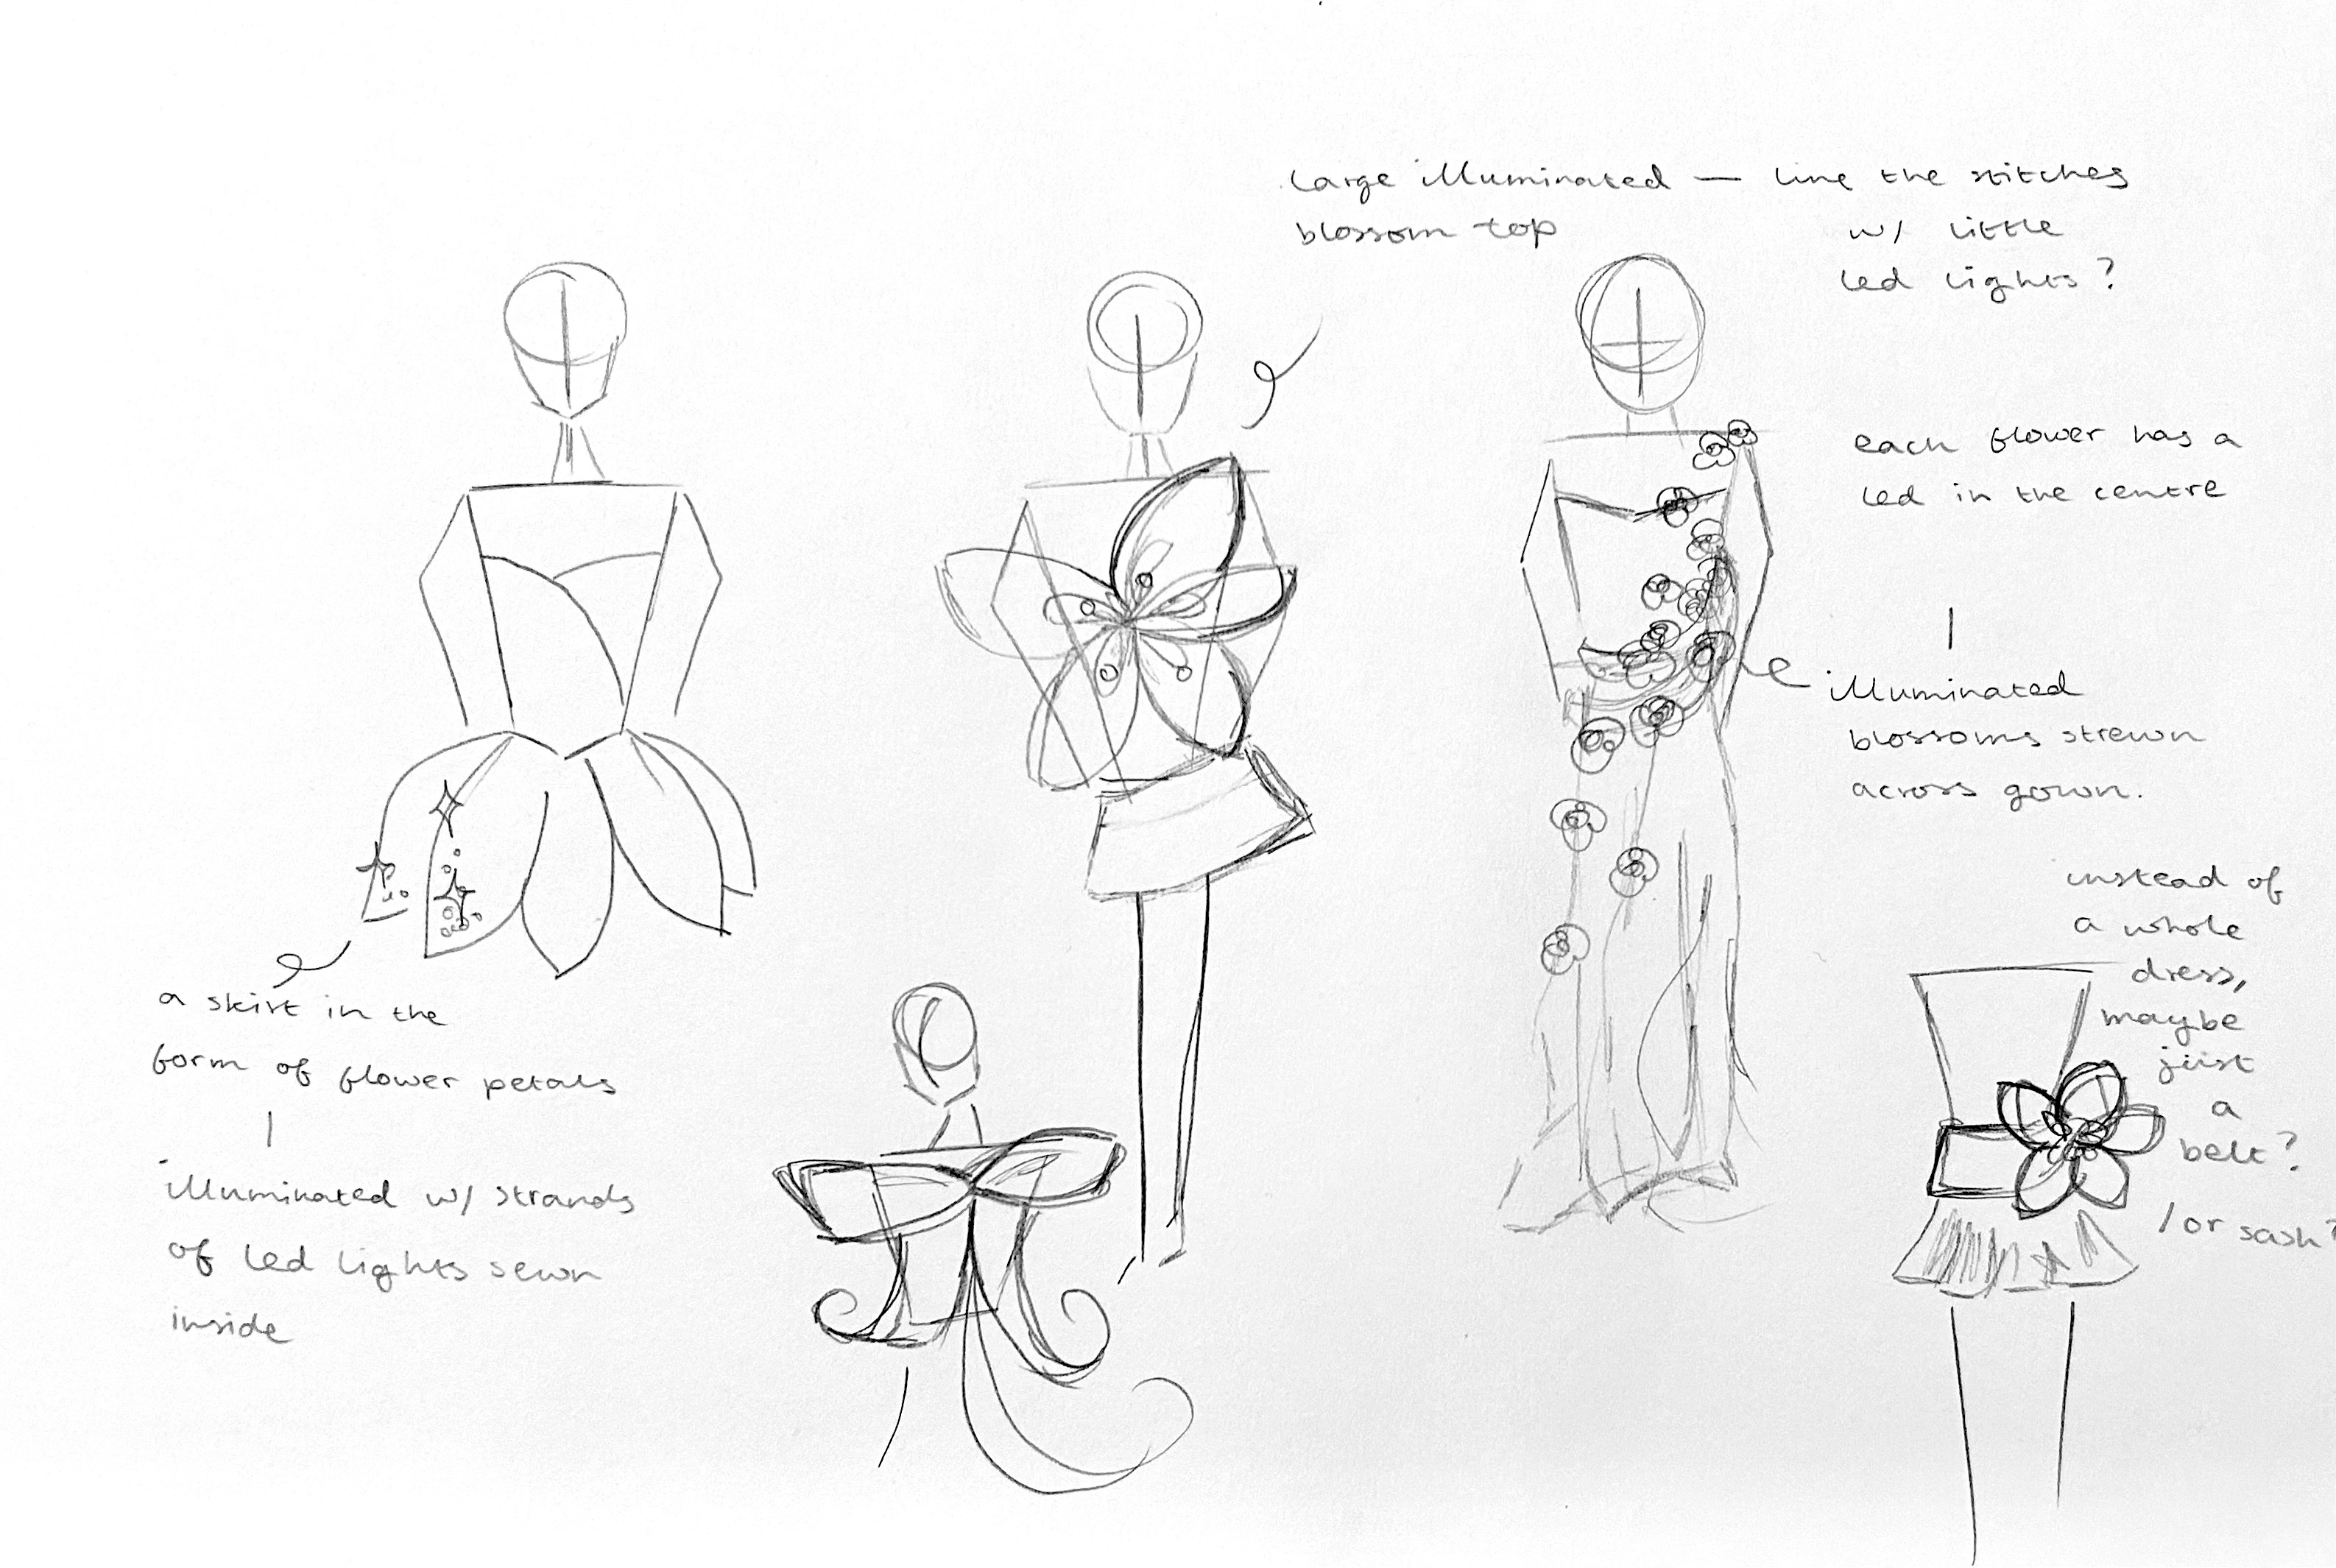 large illuminated — line the stitches
blossom top
w/ little
led lights?
each flower has a
led in the centre
illuminated
blossoms strewn
across gown.
instead of
a whole
dress,
maybe
just
a
belt?
/or sash?
a skirt in the
form of flower petals
illuminated w/ strands
of led lights sewn
inside